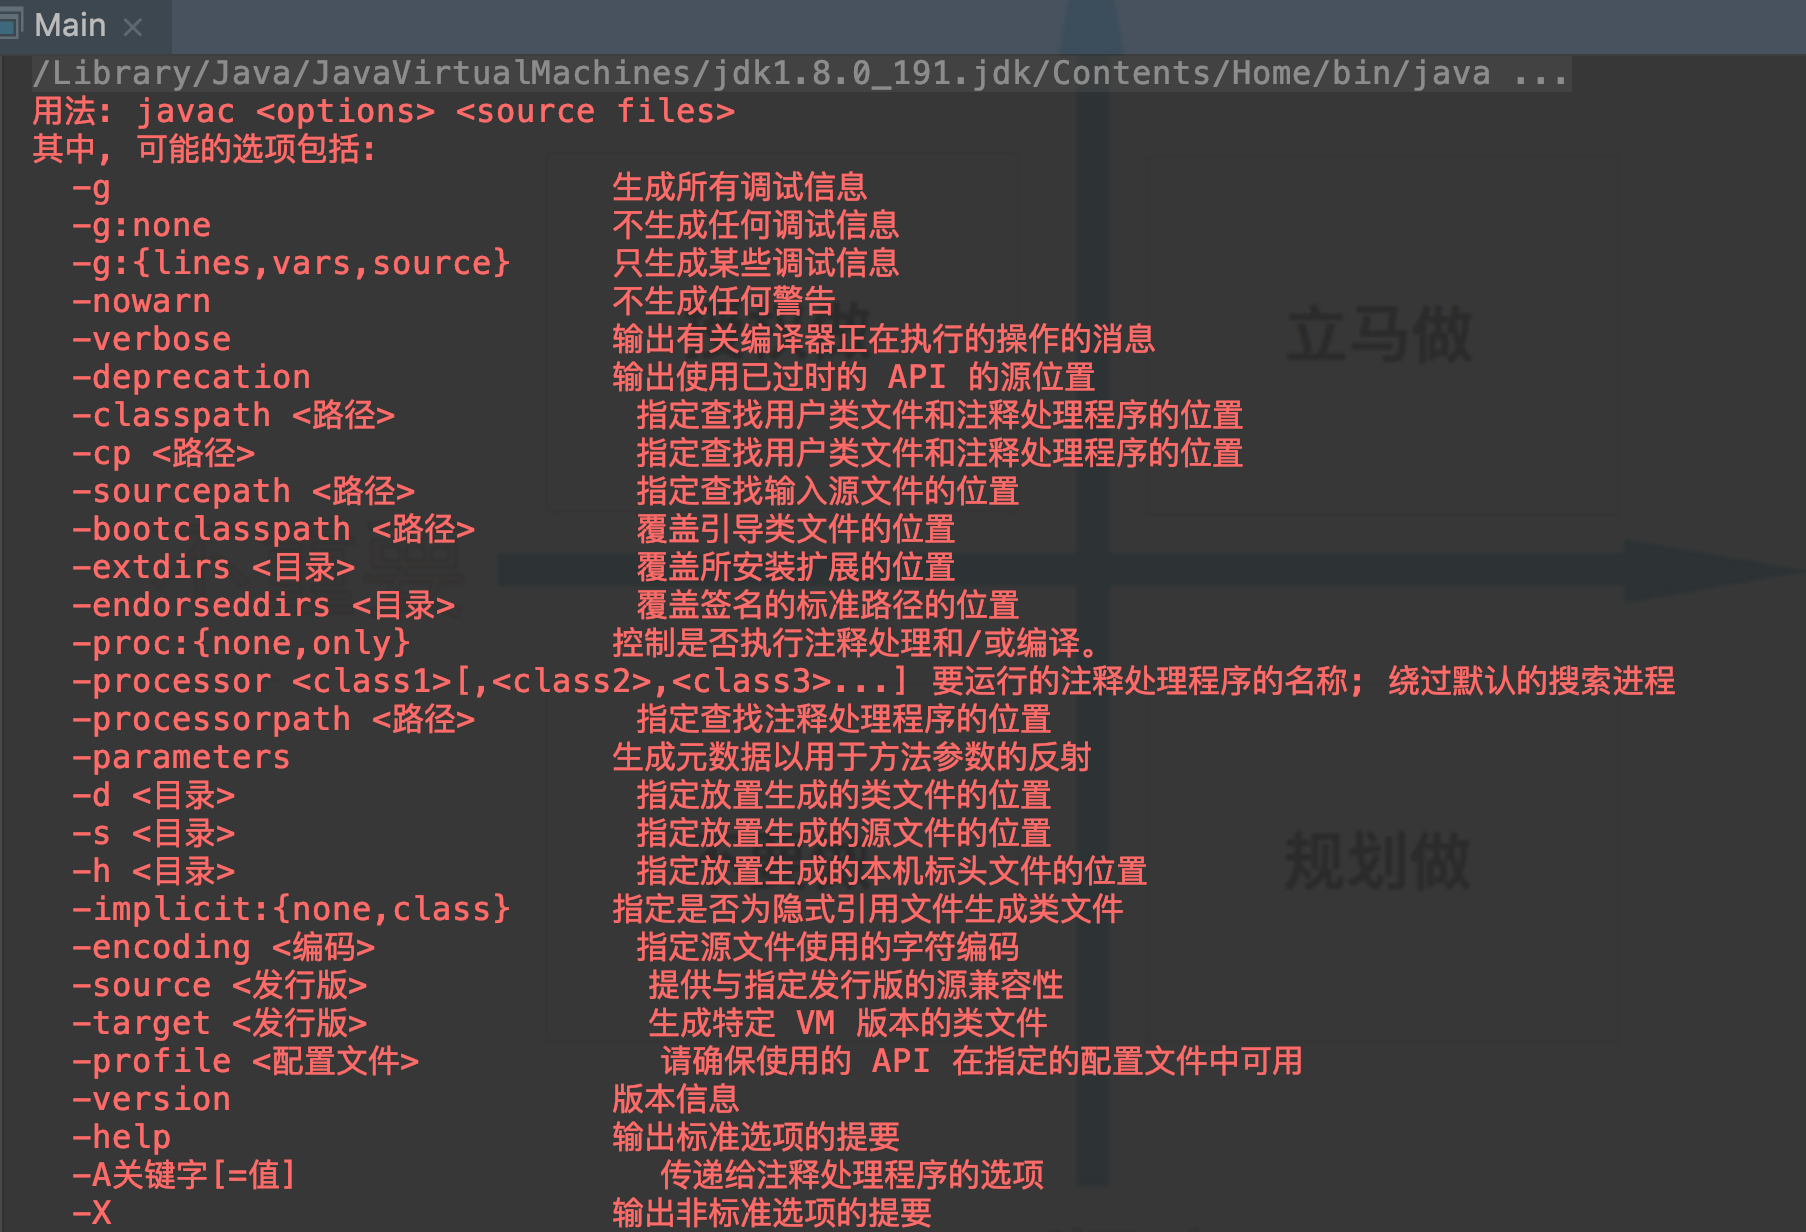 Main
/Library/Java/JavaVirtualMachines/jdk1.8.0_191.jdk/Contents/Home/bin/java ...
用法: javac <options> <source files>
其中, 可能的选项包括:
-g 生成所有调试信息
-g:none 不生成任何调试信息
-g:{lines,vars,source} 只生成某些调试信息
-nowarn 不生成任何警告
-verbose 输出有关编译器正在执行的操作的消息
-deprecation 输出使用已过时的 API 的源位置
-classpath <路径> 指定查找用户类文件和注释处理程序的位置
-cp <路径> 指定查找用户类文件和注释处理程序的位置
-sourcepath <路径> 指定查找输入源文件的位置
-bootclasspath <路径> 覆盖引导类文件的位置
-extdirs <目录> 覆盖所安装扩展的位置
-endorseddirs <目录> 覆盖签名的标准路径的位置
-proc:{none,only} 控制是否执行注释处理和/或编译。
-processor <class1>[,<class2>,<class3>...] 要运行的注释处理程序的名称; 绕过默认的搜索进程
-processorpath <路径> 指定查找注释处理程序的位置
-parameters 生成元数据以用于方法参数的反射
-d <目录> 指定放置生成的类文件的位置
-s <目录> 指定放置生成的源文件的位置
-h <目录> 指定放置生成的本机标头文件的位置
-implicit:{none,class} 指定是否为隐式引用文件生成类文件
-encoding <编码> 指定源文件使用的字符编码
-source <发行版> 提供与指定发行版的源兼容性
-target <发行版> 生成特定 VM 版本的类文件
-profile <配置文件> 请确保使用的 API 在指定的配置文件中可用
-version 版本信息
-help 输出标准选项的提要
-A关键字[=值] 传递给注释处理程序的选项
-X 输出非标准选项的提要
立马做
规划做